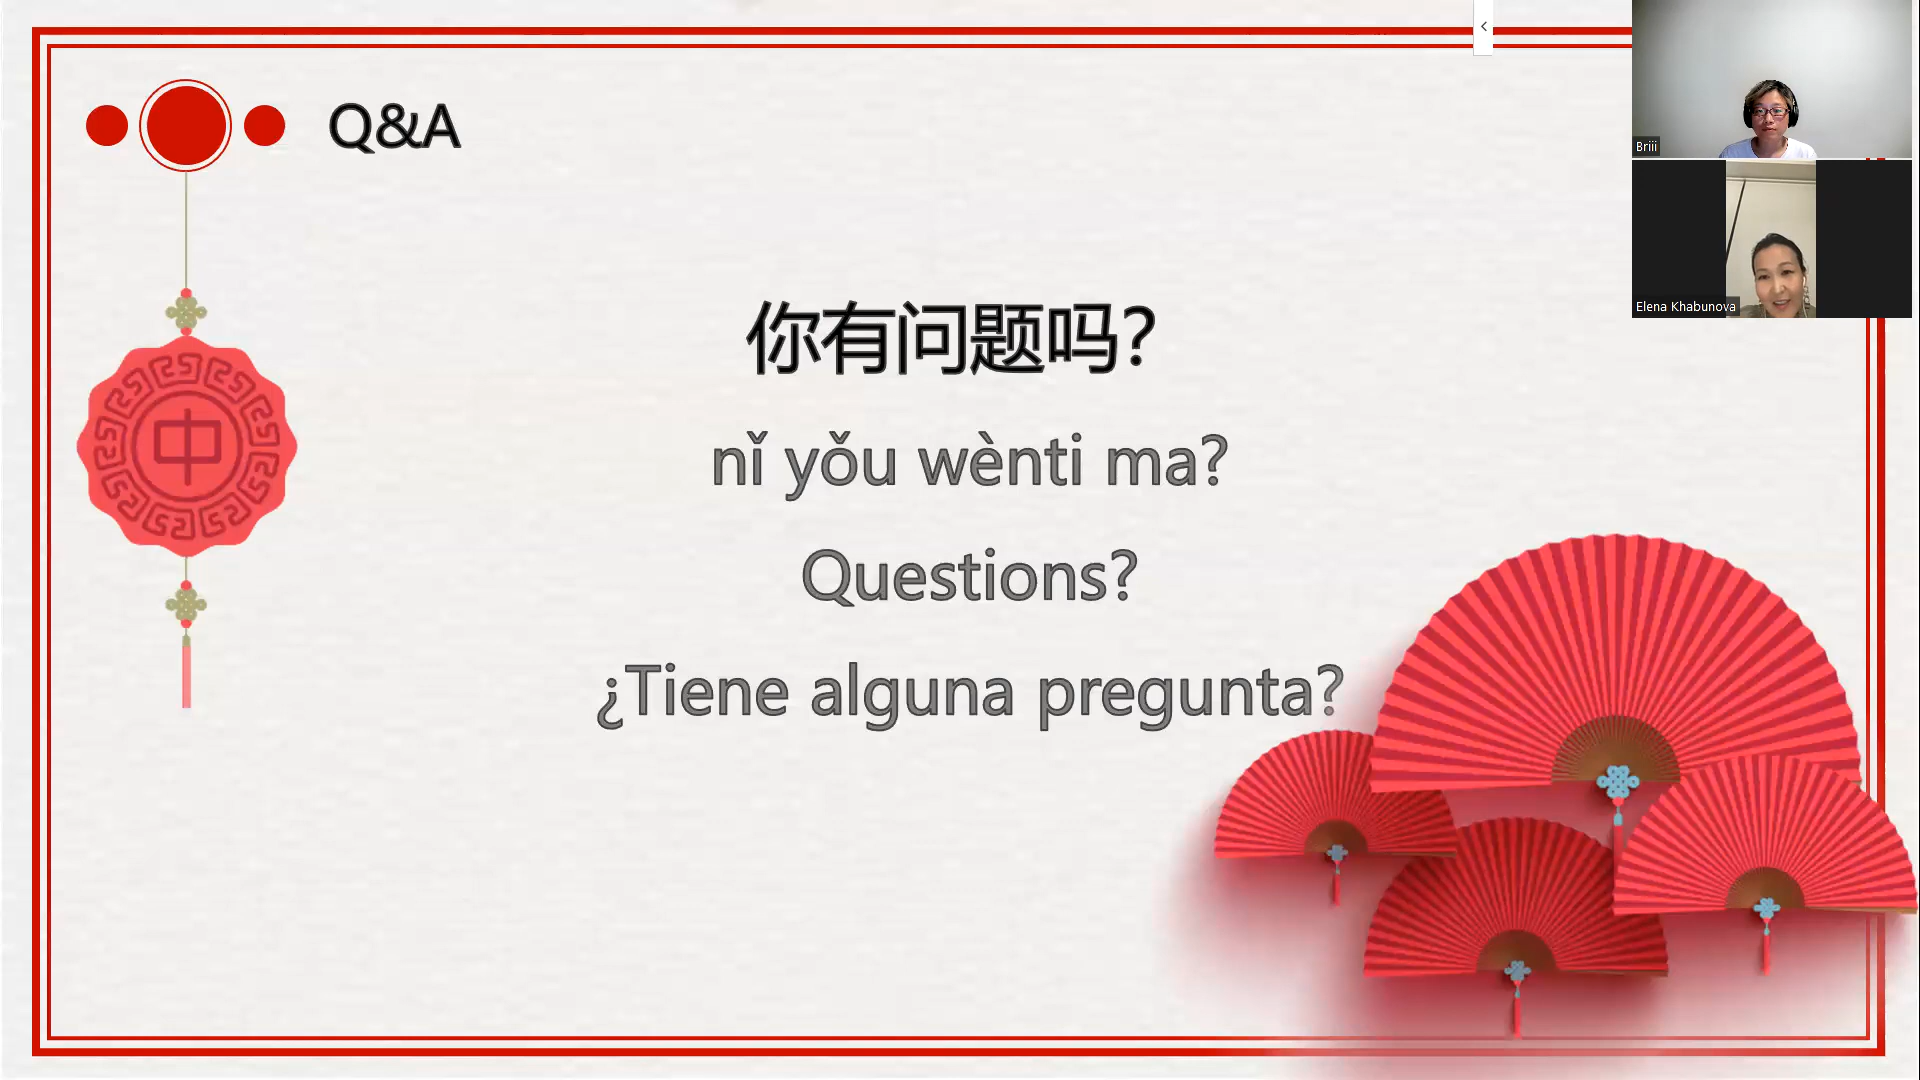 Q&A
你有问题吗?
nǐ yǒu wènti ma?
Questions?
¿Tiene alguna pregunta?
中
Briii
Elena Khabunova